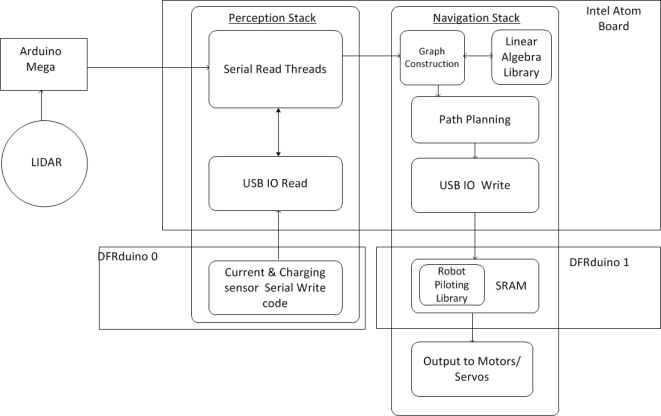 Perception Stack
Navigation Stack
Intel Atom
Board
Arduino
Mega
Serial Read Threads
Graph
Construction
Linear
Algebra
Library
Path Planning
LIDAR
USB IO Read
USB IO  Write
DFRduino 0
Current & Charging
sensor  Serial Write
code
Robot
Piloting
Library
SRAM
DFRduino 1
Output to Motors/
Servos